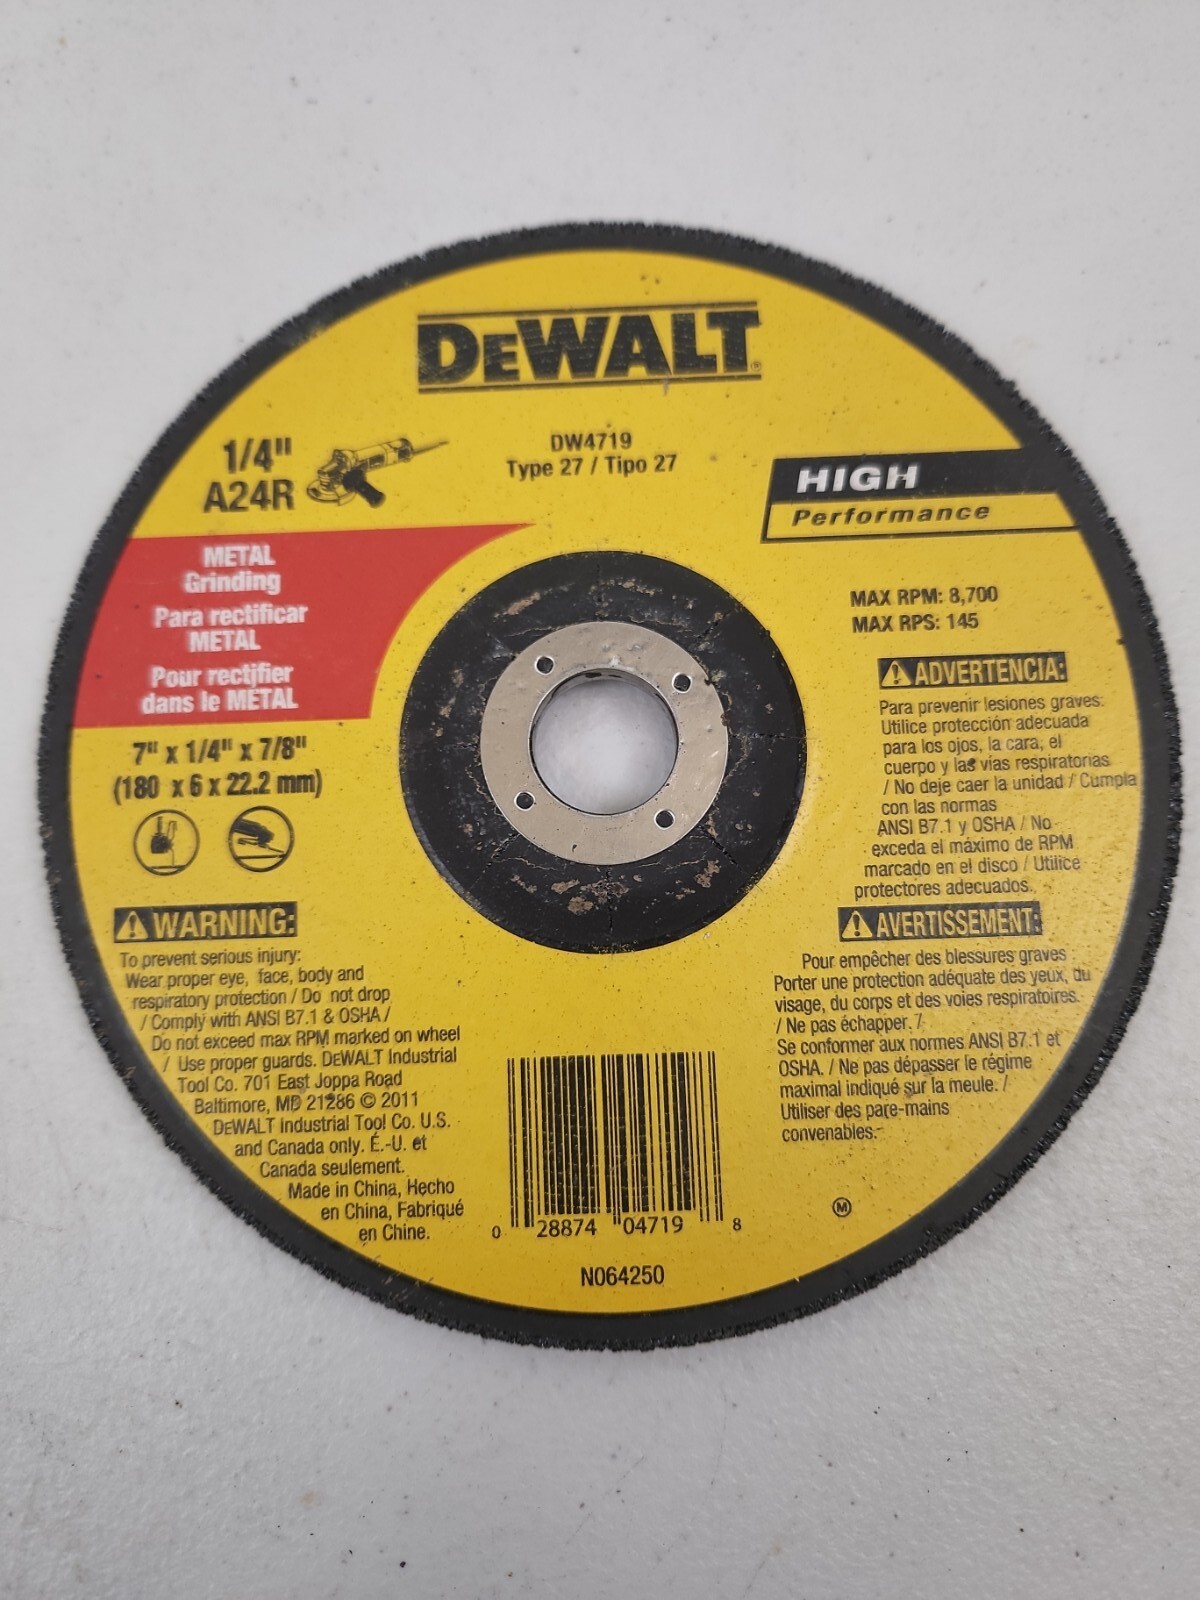 DEWALT®
DW4719
Type 27 / Tipo 27
1/4"
A24R
HIGH
Performance
METAL
Grinding
Para rectificar
METAL
Pour rectifier
dans le METAL
7" x 1/4" x 7/8"
(180 x 6 x 22.2 mm)
MAX RPM: 8,700
MAX RPS: 145
ADVERTENCIA:
Para prevenir lesiones graves:
Utilice protección adecuada
para los ojos, la cara, el
cuerpo y las vías respiratorias
/ No deje caer la unidad / Cumpla
con las normas
ANSI B7.1 y OSHA / No
exceda el máximo de RPM
marcado en el disco / Utilice
protectores adecuados.
WARNING:
To prevent serious injury:
Wear proper eye, face, body and
respiratory protection / Do not drop
/ Comply with ANSI B7.1 & OSHA /
Do not exceed max RPM marked on wheel
/ Use proper guards. DEWALT Industrial
Tool Co. 701 East Joppa Road
Baltimore, MD 21286 © 2011
DEWALT Industrial Tool Co. U.S.
and Canada only. É.-U. et
Canada seulement.
Made in China, Hecho
en China, Fabriqué
en Chine.
AVERTISSEMENT:
Pour empêcher des blessures graves
Porter une protection adéquate des yeux, du
visage, du corps et des voies respiratoires.
/ Ne pas échapper. /
Se conformer aux normes ANSI B7.1 et
OSHA. / Ne pas dépasser le régime
maximal indiqué sur la meule. /
Utiliser des pare-mains
convenables.
M
0 28874 04719 8
N064250